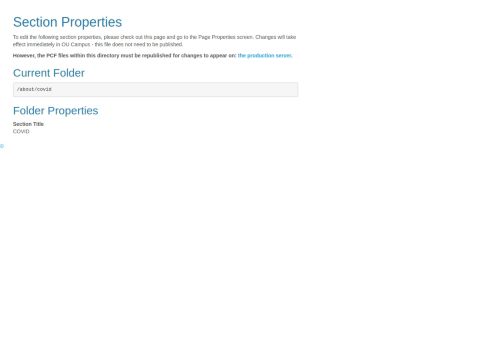 Section Properties
To edit the following section properties, please check out this page and go to the Page Properties screen. Changes will take
effect immediately in OU Campus - this file does not need to be published.
However, the PCF files within this directory must be republished for changes to appear on: the production server.
Current Folder
/about/covid
Folder Properties
Section Title
COVID